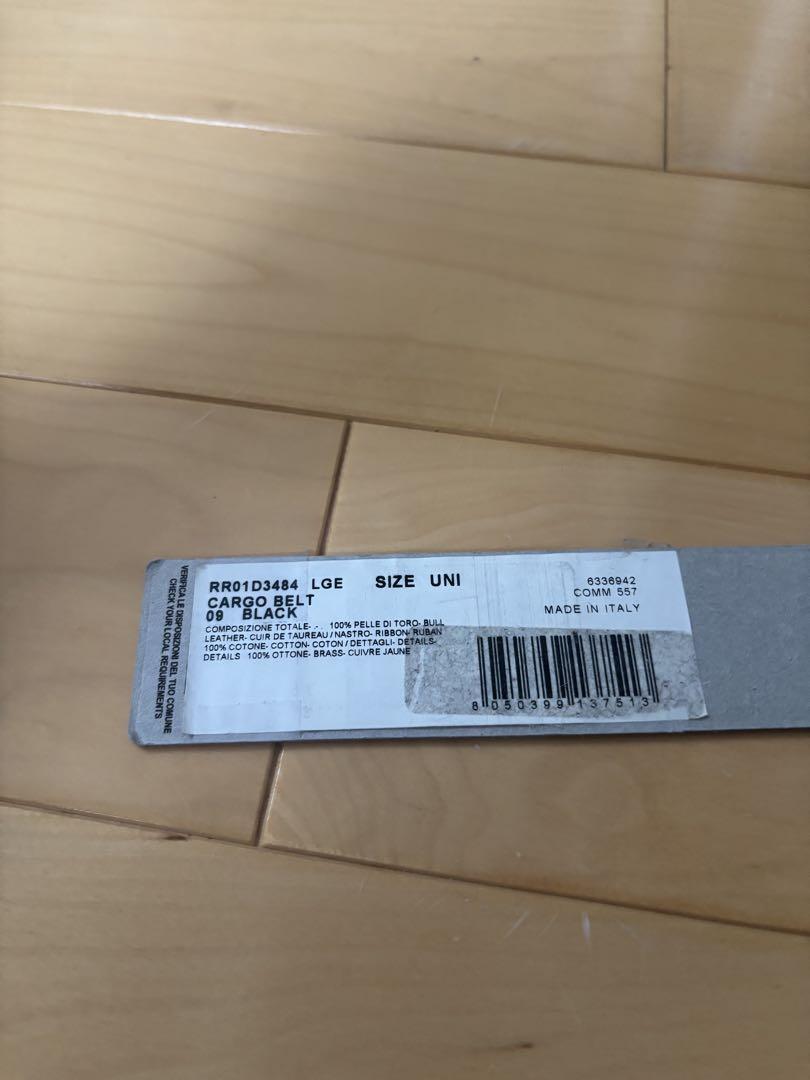 VERIFICA LE DISPOSIZIONI DEL TUO COMUNE
CHECK YOUR LOCAL REQUIREMENTS
RR01D3484 LGE SIZE UNI
CARGO BELT
09 BLACK
COMPOSIZIONE TOTALE- -. 100% PELLE DI TORO- BULL
LEATHER- CUIR DE TAUREAU / NASTRO- RIBBON- RUBAN
100% COTONE- COTTON- COTON / DETTAGLI- DETAILS-
DETAILS 100% OTTONE- BRASS- CUIVRE JAUNE
6336942
COMM 557
MADE IN ITALY
8 050399 137513